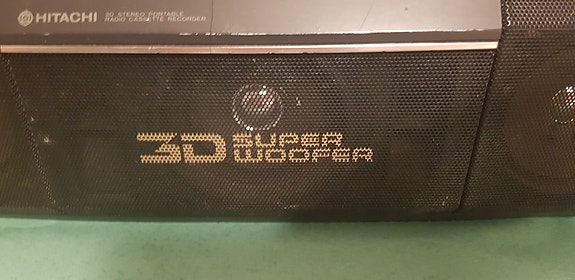 HITACHI
3D STEREO PORTABLE
RADIO CASSETTE RECORDER
3D SUPER
WOOFER